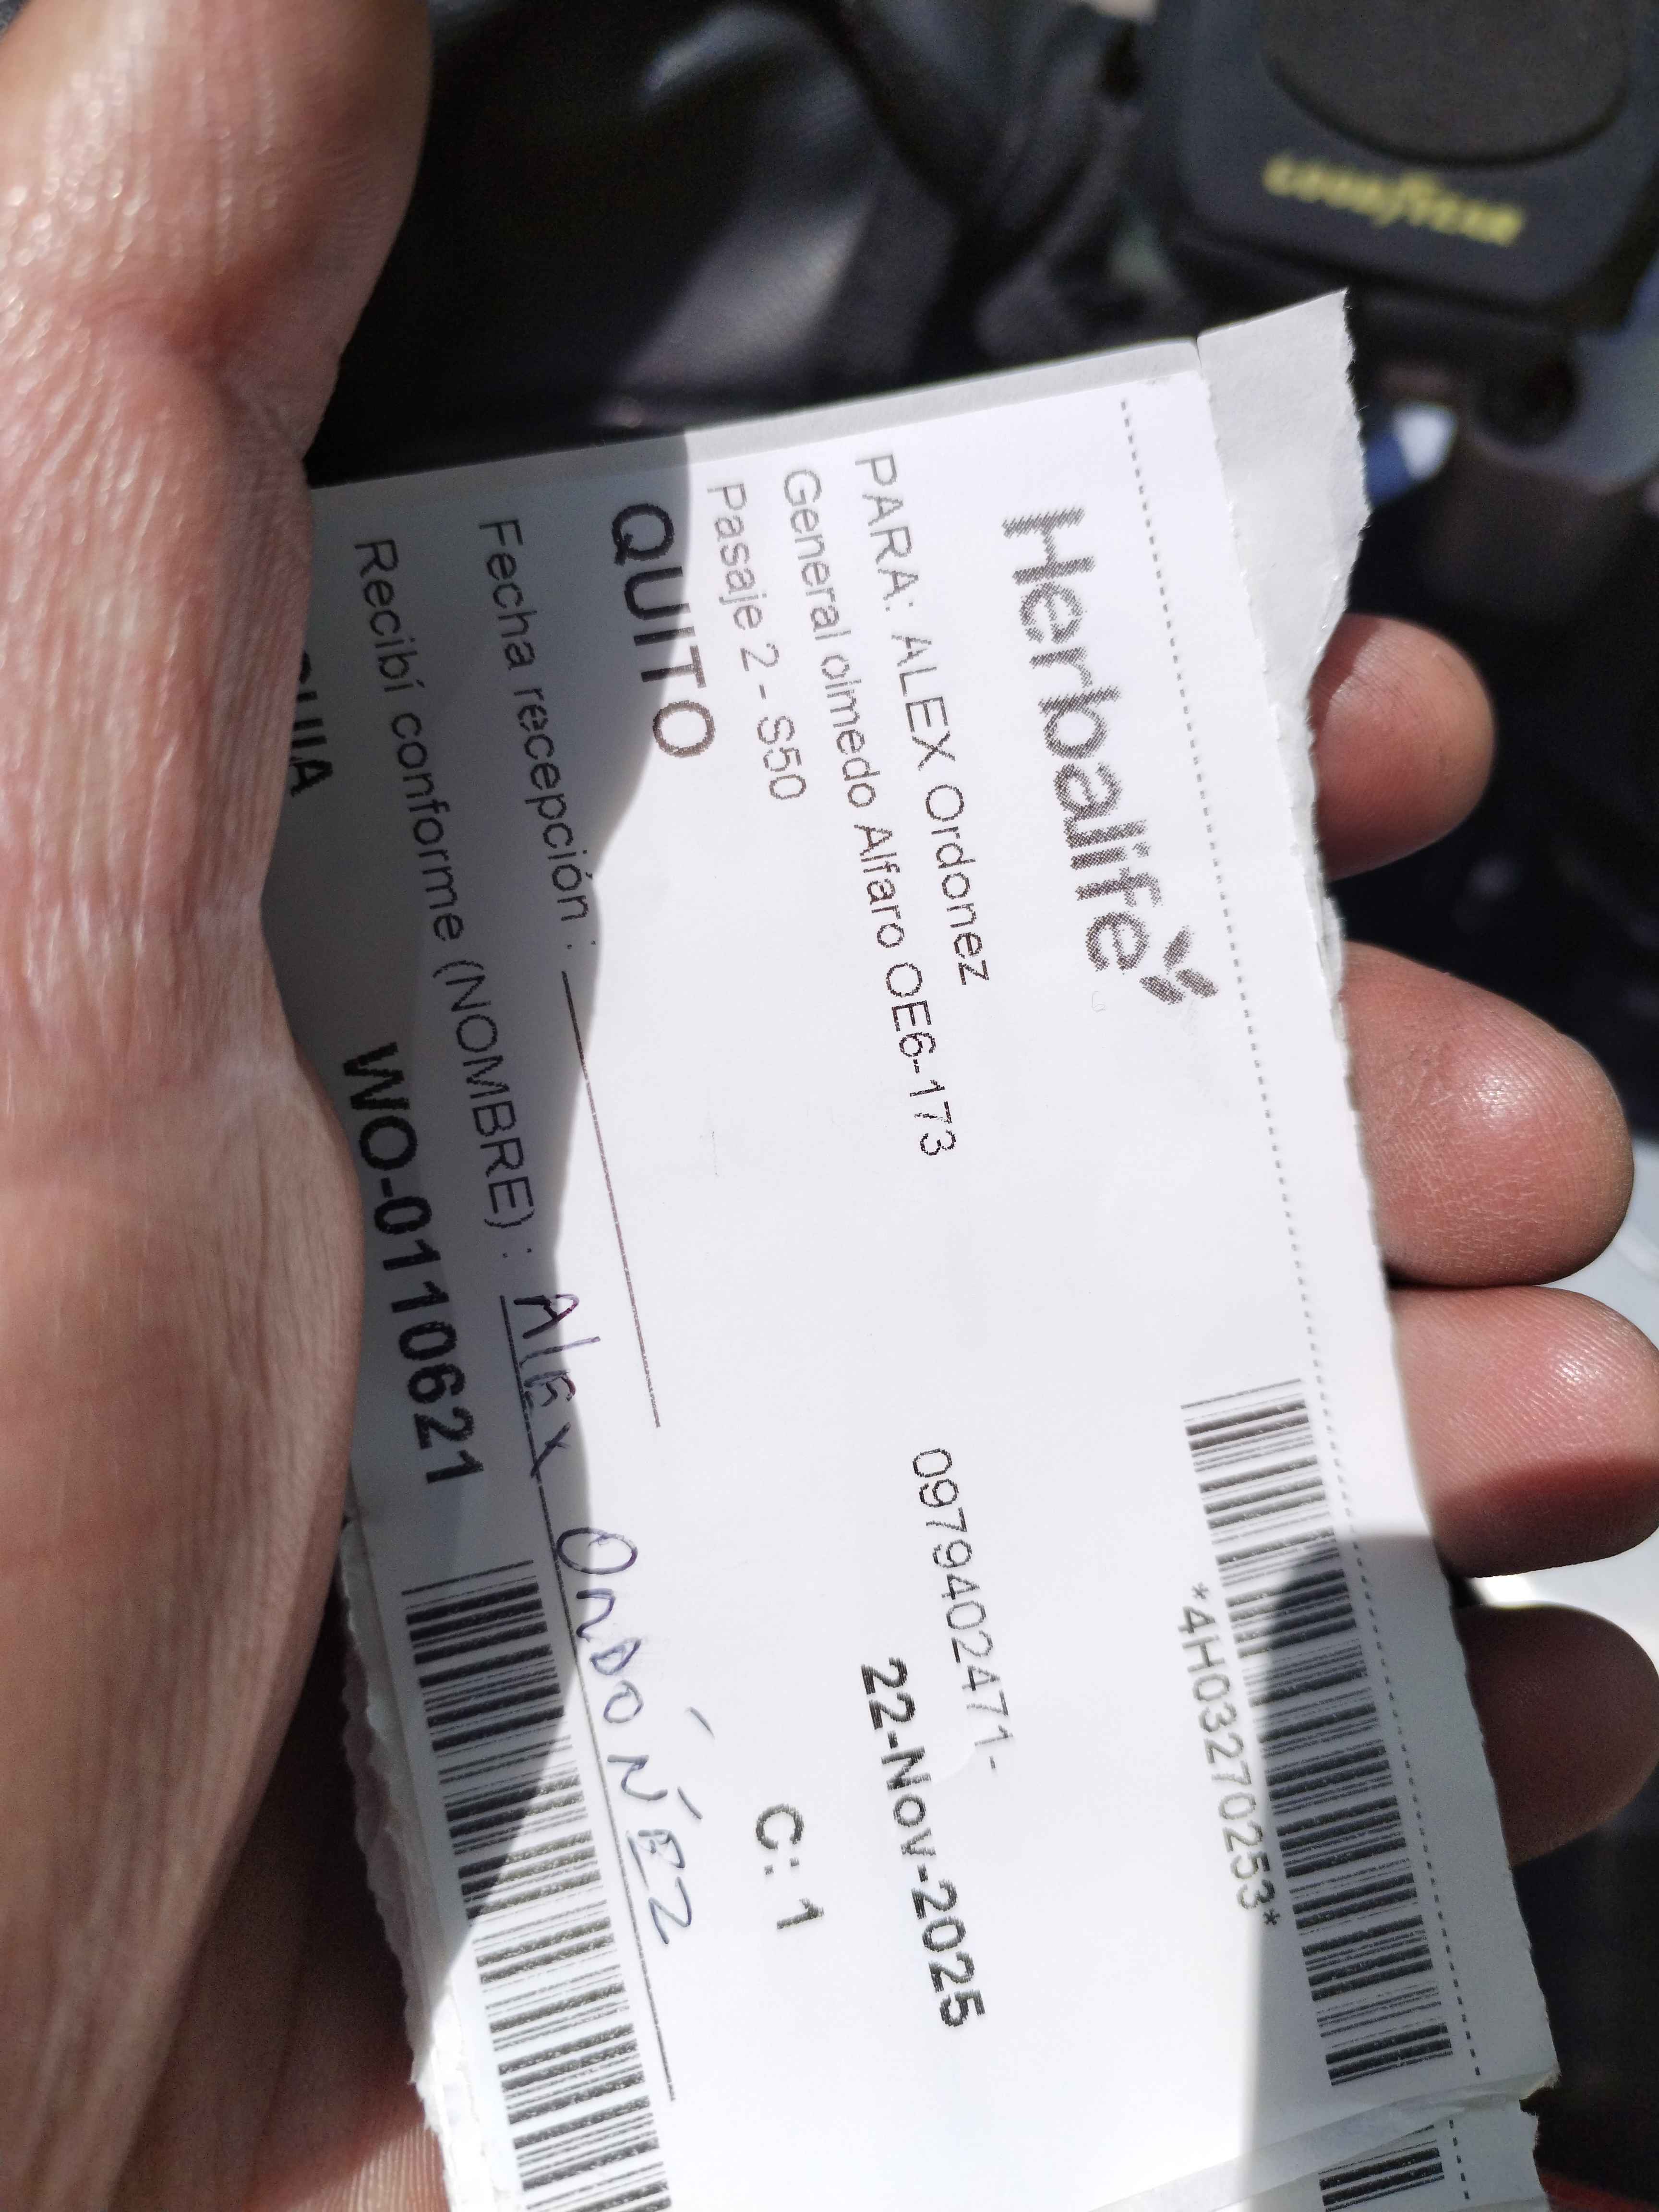 GOODYEAR
Herbalife
*4H03270253*
PARA: ALEX Ordonez
0979402471-
General olmedo Alfaro OE6-173
22-Nov-2025
Pasaje 2 - S50
QUITO
C: 1
Fecha recepción :
Recibí conforme (NOMBRE) : Alex Ordóñez
WO-0110621